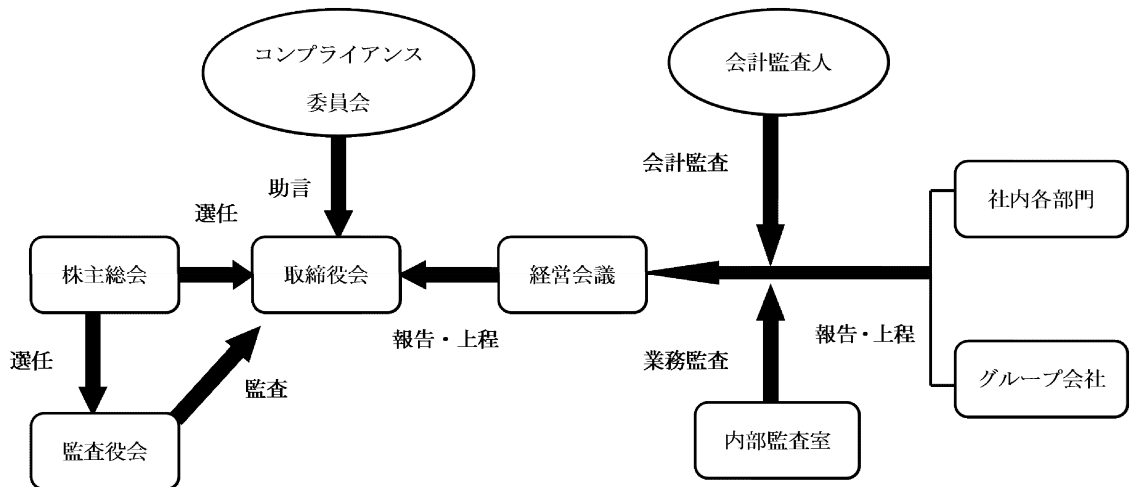 コンプライアンス
委員会
会計監査人
会計監査
助言
選任
社内各部門
株主総会
取締役会
経営会議
報告・上程
報告・上程
選任
監査
業務監査
グループ会社
監査役会
内部監査室